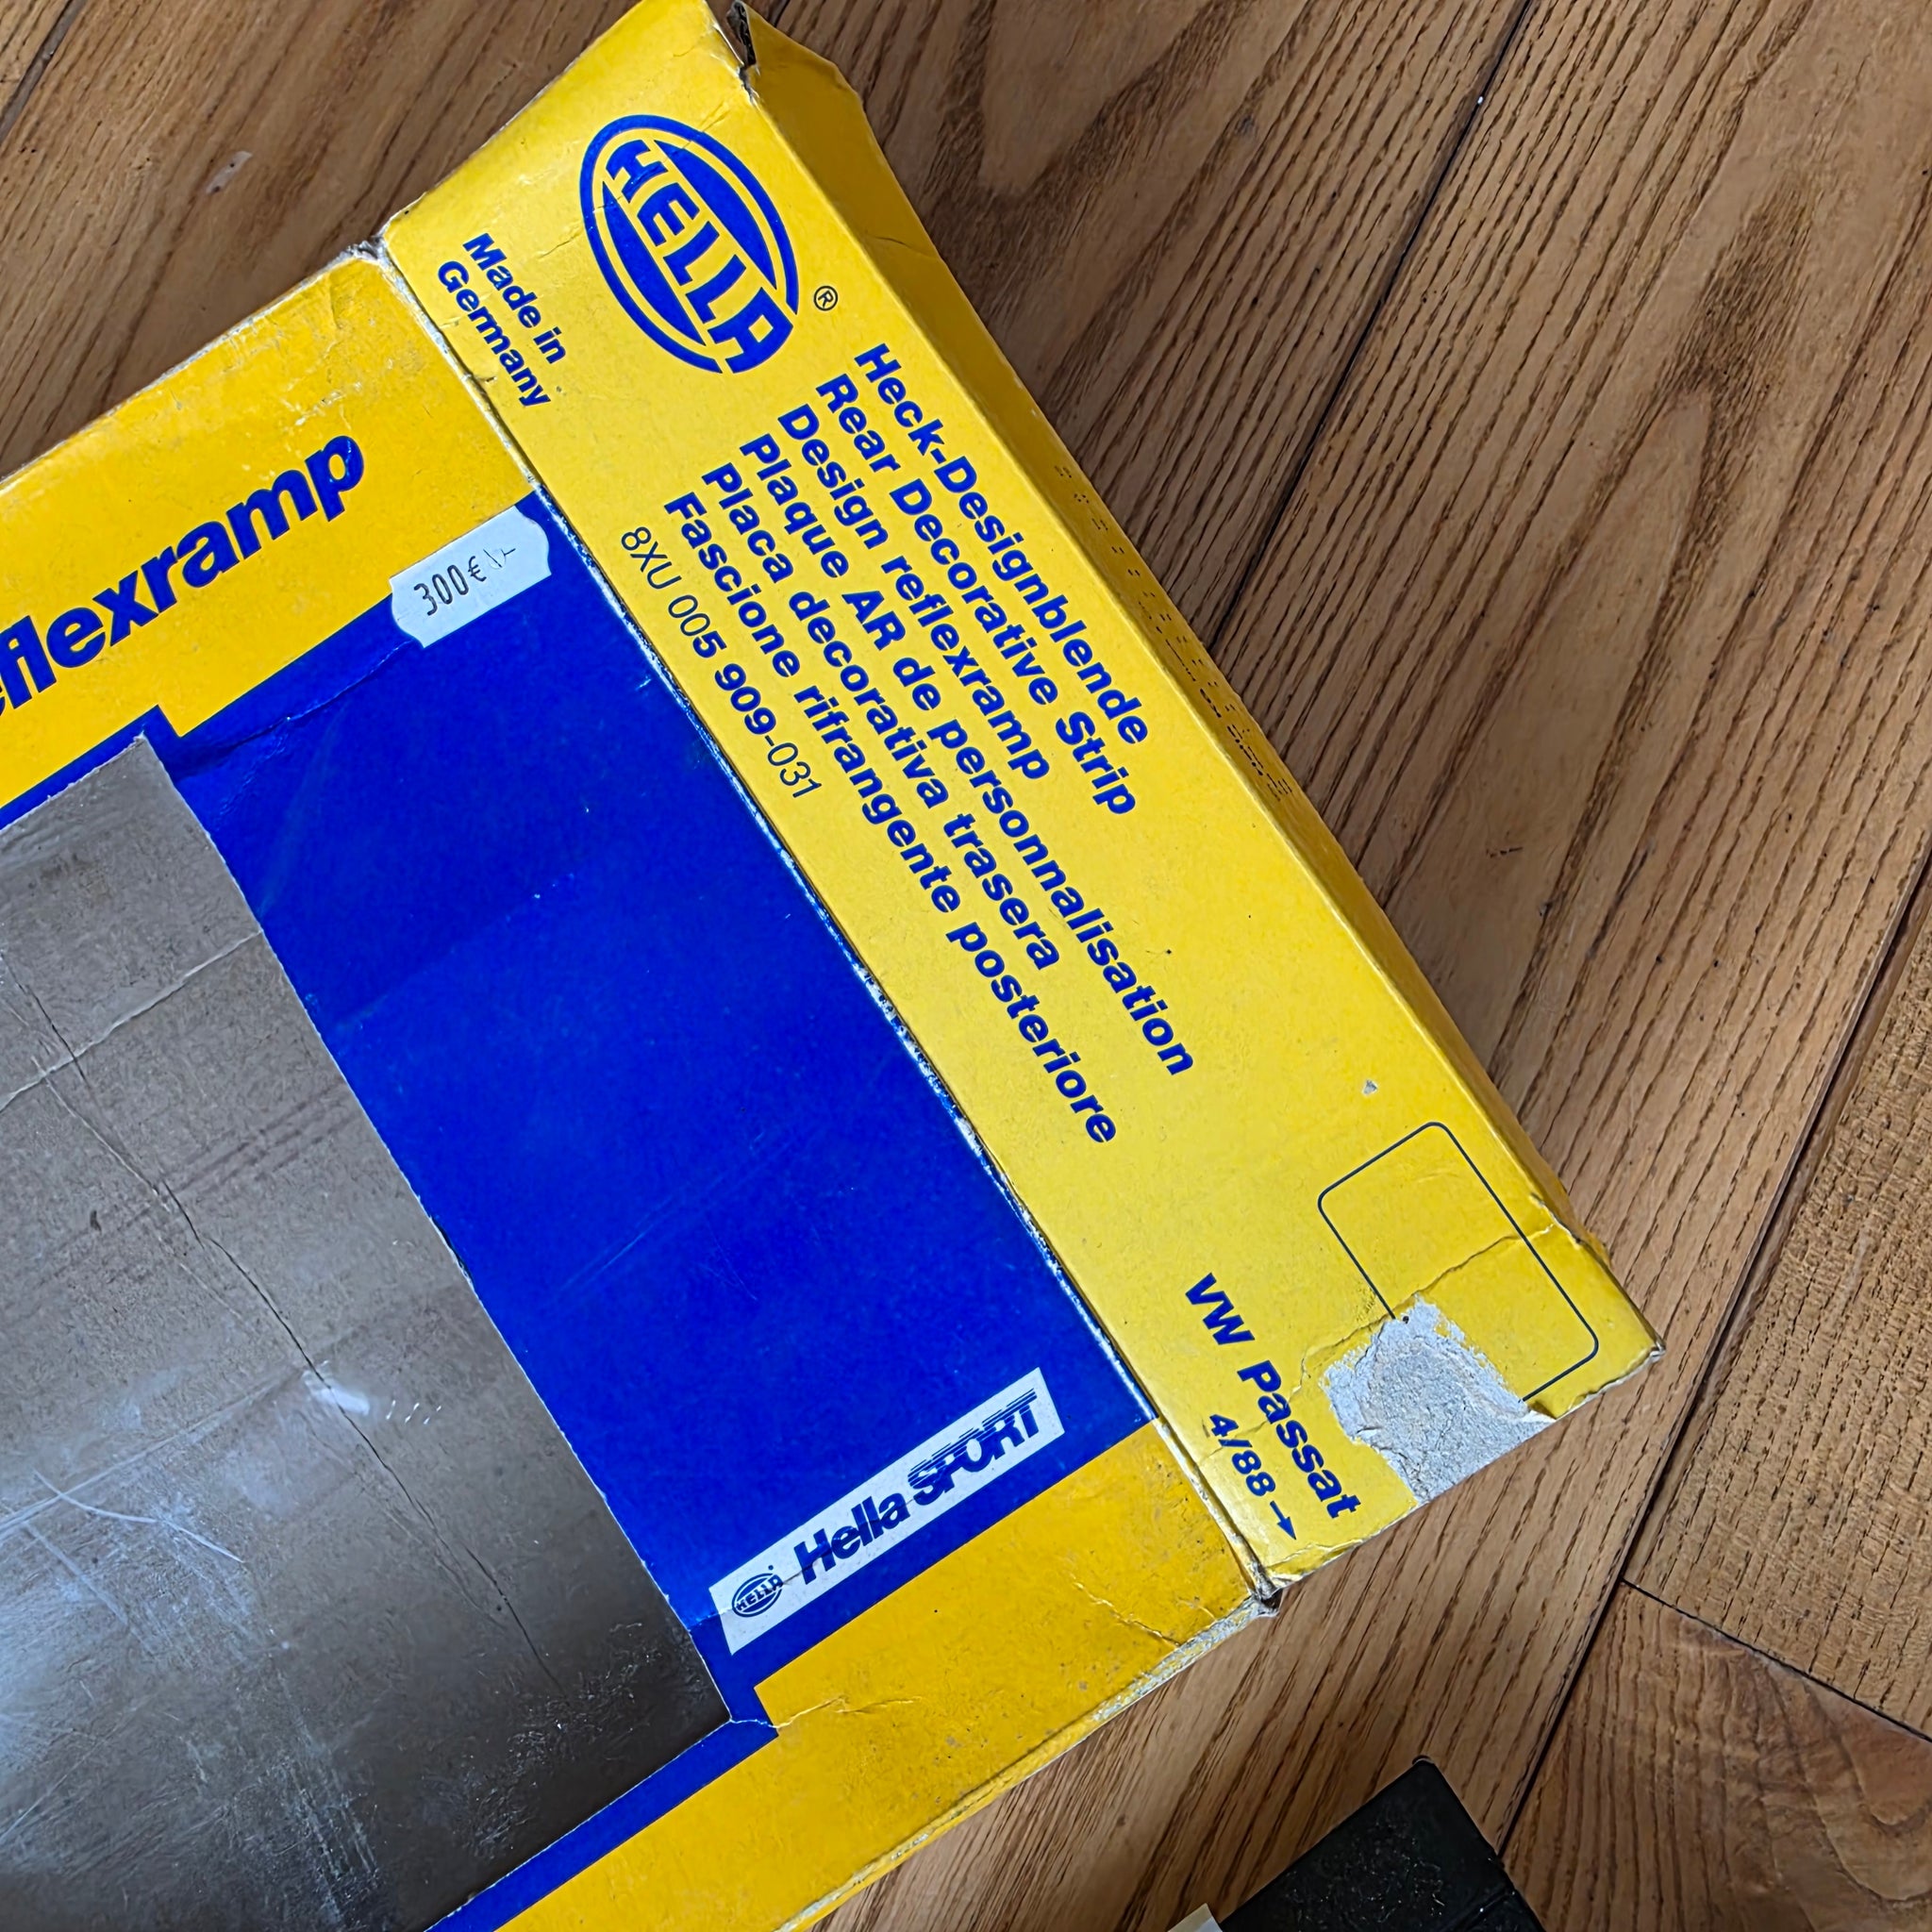 HELLA
®
Made in
Germany
Heck-Designblende
Rear Decorative Strip
Design reflexramp
Plaque AR de personnalisation
Placa decorativa trasera
Fascione rifrangente posteriore
8XU 005 909-031
VW Passat
4/88→
flexramp
300€
HELLA
Hella SPORT